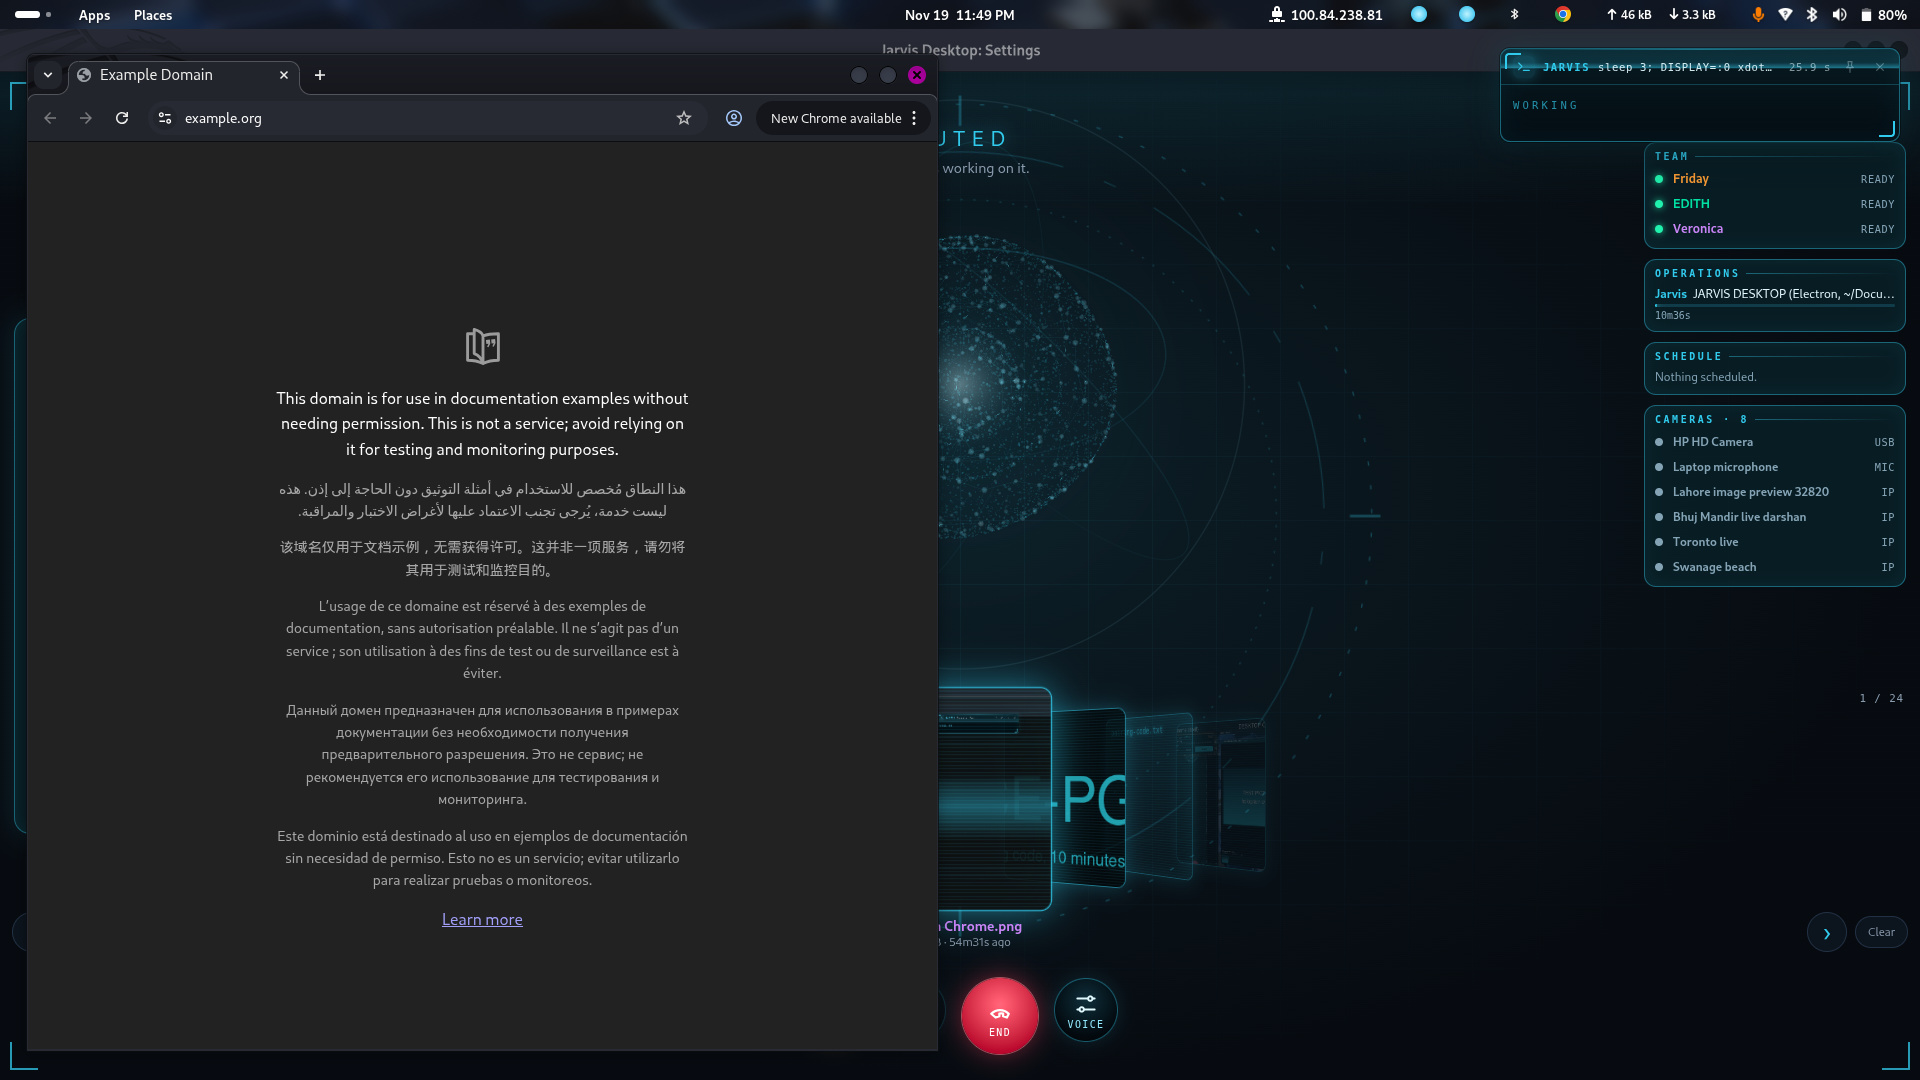 Apps Places
Nov 19 11:49 PM
100.84.238.81
46 kB 3.3 kB
80%
Jarvis Desktop: Settings
Example Domain
example.org
New Chrome available
This domain is for use in documentation examples without
needing permission. This is not a service; avoid relying on
it for testing and monitoring purposes.
هذا النطاق مُخصص للاستخدام في أمثلة التوثيق دون الحاجة إلى إذن. هذه
ليست خدمة، يُرجى تجنب الاعتماد عليها لأغراض الاختبار والمراقبة.
该域名仅用于文档示例，无需获得许可。这并非一项服务，请勿将
其用于测试和监控目的。
L’usage de ce domaine est réservé à des exemples de
documentation, sans autorisation préalable. Il ne s’agit pas d’un
service ; son utilisation à des fins de test ou de surveillance est à
éviter.
Данный домен предназначен для использования в примерах
документации без необходимости получения
предварительного разрешения. Это не сервис; не
рекомендуется его использование для тестирования и
мониторинга.
Este dominio está destinado al uso en ejemplos de documentación
sin necesidad de permiso. Esto no es un servicio; evitar utilizarlo
para realizar pruebas o monitoreos.
Learn more
UTED
working on it.
JARVIS sleep 3; DISPLAY=:0 xdot… 25.9 s
WORKING
TEAM
Friday READY
EDITH READY
Veronica READY
OPERATIONS
Jarvis JARVIS DESKTOP (Electron, ~/Docu…
10m36s
SCHEDULE
Nothing scheduled.
CAMERAS · 8
HP HD Camera USB
Laptop microphone MIC
Lahore image preview 32820 IP
Bhuj Mandir live darshan IP
Toronto live IP
Swanage beach IP
1 / 24
E-PG
10 minutes
Chrome.png
· 54m31s ago
Clear
END
VOICE